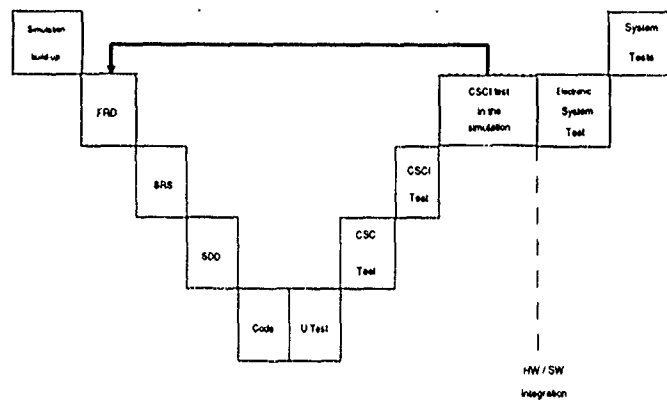 Simulation
build up
FRD
SRS
SDD
Code
U Test
CSC
Test
CSCI
Test
CSCI test
in the
simulation
Electronic
System
Test
System
Tests
HW / SW
Integration